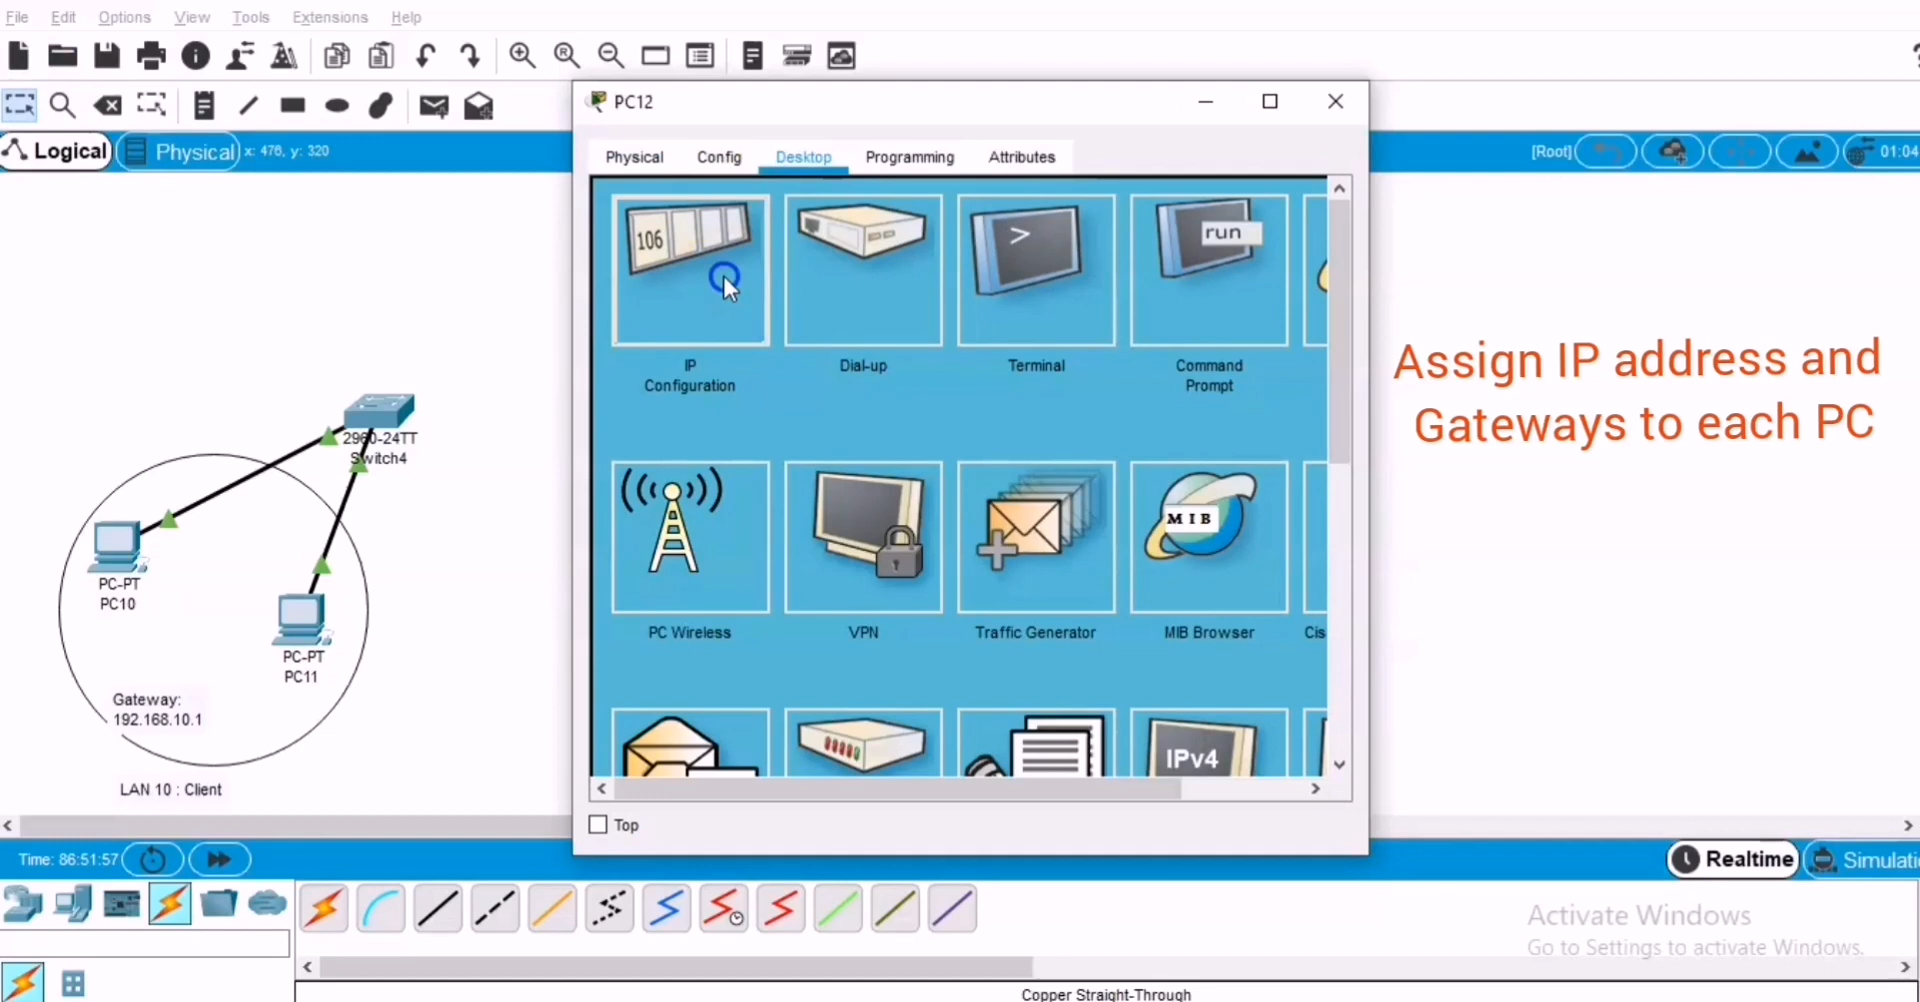 File Edit Options View Tools Extensions Help
PC12
Logical
Physical
x: 476, y: 320
[Root]
01:04
Physical Config Desktop Programming Attributes
106
run
>
IP
Configuration
Dial-up
Terminal
Command
Prompt
Assign IP address and
Gateways to each PC
MIB
PC Wireless
VPN
Traffic Generator
MIB Browser
Cis
IPv4
Top
2960-24TT
Switch4
PC-PT
PC10
PC-PT
PC11
Gateway:
192.168.10.1
LAN 10 : Client
Time: 86:51:57
Realtime
Simulati
Activate Windows
Go to Settings to activate Windows.
Copper Straight-Through